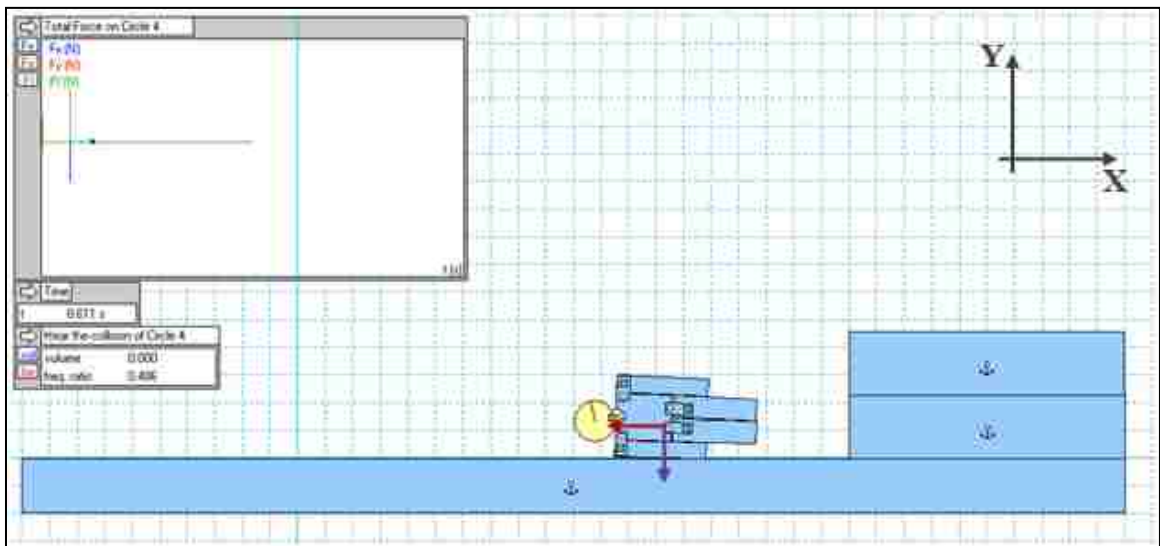 Total Force on Circle 4
Fx (N)
Fy (N)
Time
t
s
Hear the collision of Circle 4
volume 0.000
freq. ratio
t (s)
Y
X